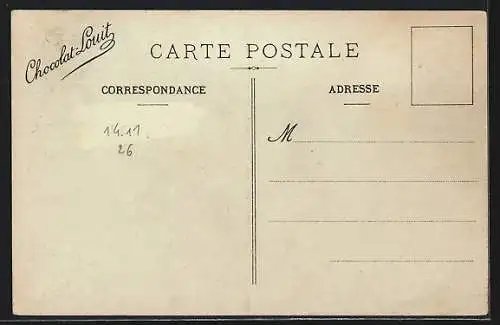 Chocolat-Louit
CARTE POSTALE
CORRESPONDANCE
ADRESSE
14.11
26
M